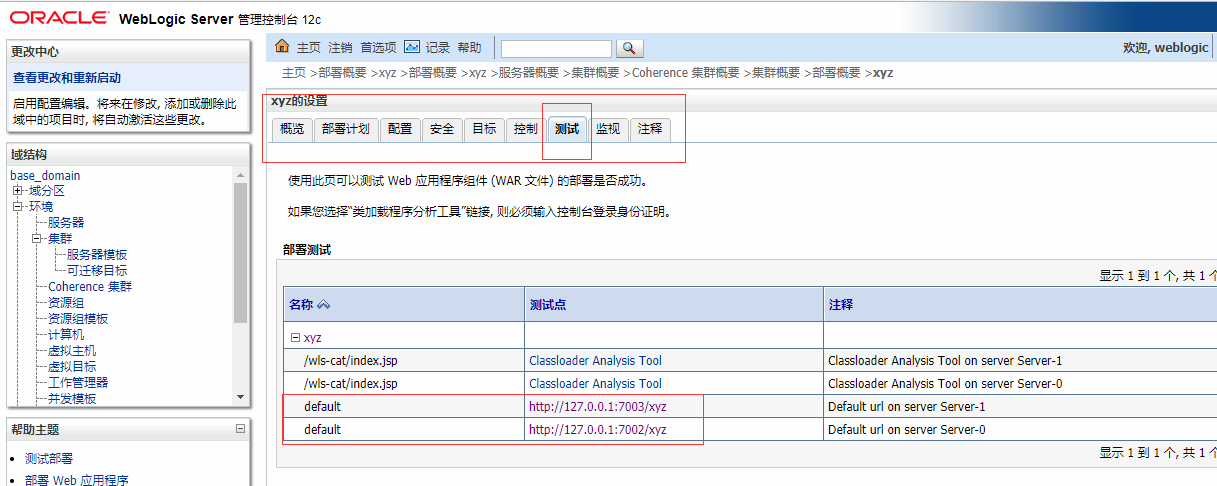 ORACLE® WebLogic Server 管理控制台 12c
更改中心
查看更改和重新启动
启用配置编辑。将来在修改, 添加或删除此
域中的项目时, 将自动激活这些更改。
域结构
base_domain
域分区
环境
服务器
集群
服务器模板
可迁移目标
Coherence 集群
资源组
资源组模板
计算机
虚拟主机
虚拟目标
工作管理器
并发模板
帮助主题
测试部署
部署 Web 应用程序
主页 注销 首选项 记录 帮助
欢迎, weblogic
主页 >部署概要 >xyz >部署概要 >xyz >服务器概要 >集群概要 >Coherence 集群概要 >集群概要 >部署概要 >xyz
xyz的设置
概览 部署计划 配置 安全 目标 控制 测试 监视 注释
使用此页可以测试 Web 应用程序组件 (WAR 文件) 的部署是否成功。
如果您选择“类加载程序分析工具”链接, 则必须输入控制台登录身份证明。
部署测试
显示 1 到 1 个, 共 1 个
名称 测试点 注释
xyz
/wls-cat/index.jsp Classloader Analysis Tool Classloader Analysis Tool on server Server-1
/wls-cat/index.jsp Classloader Analysis Tool Classloader Analysis Tool on server Server-0
default http://127.0.0.1:7003/xyz Default url on server Server-1
default http://127.0.0.1:7002/xyz Default url on server Server-0
显示 1 到 1 个, 共 1 个